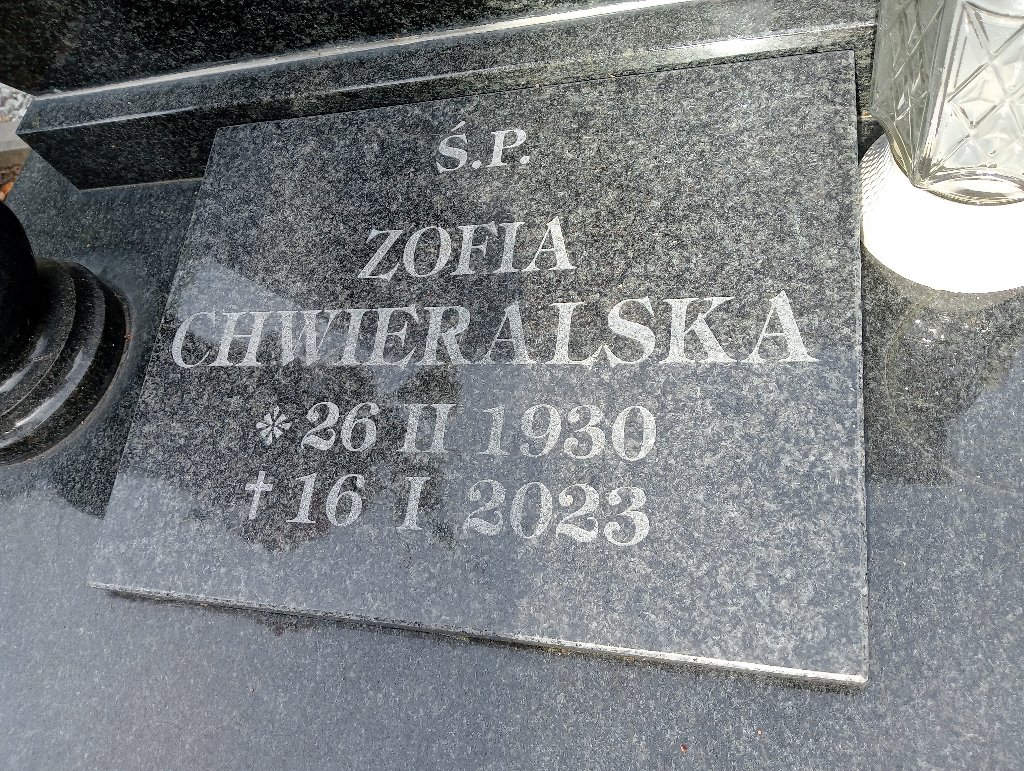 Ś.P.
ZOFIA
CHWIERALSKA
* 26 II 1930
† 16 I 2023